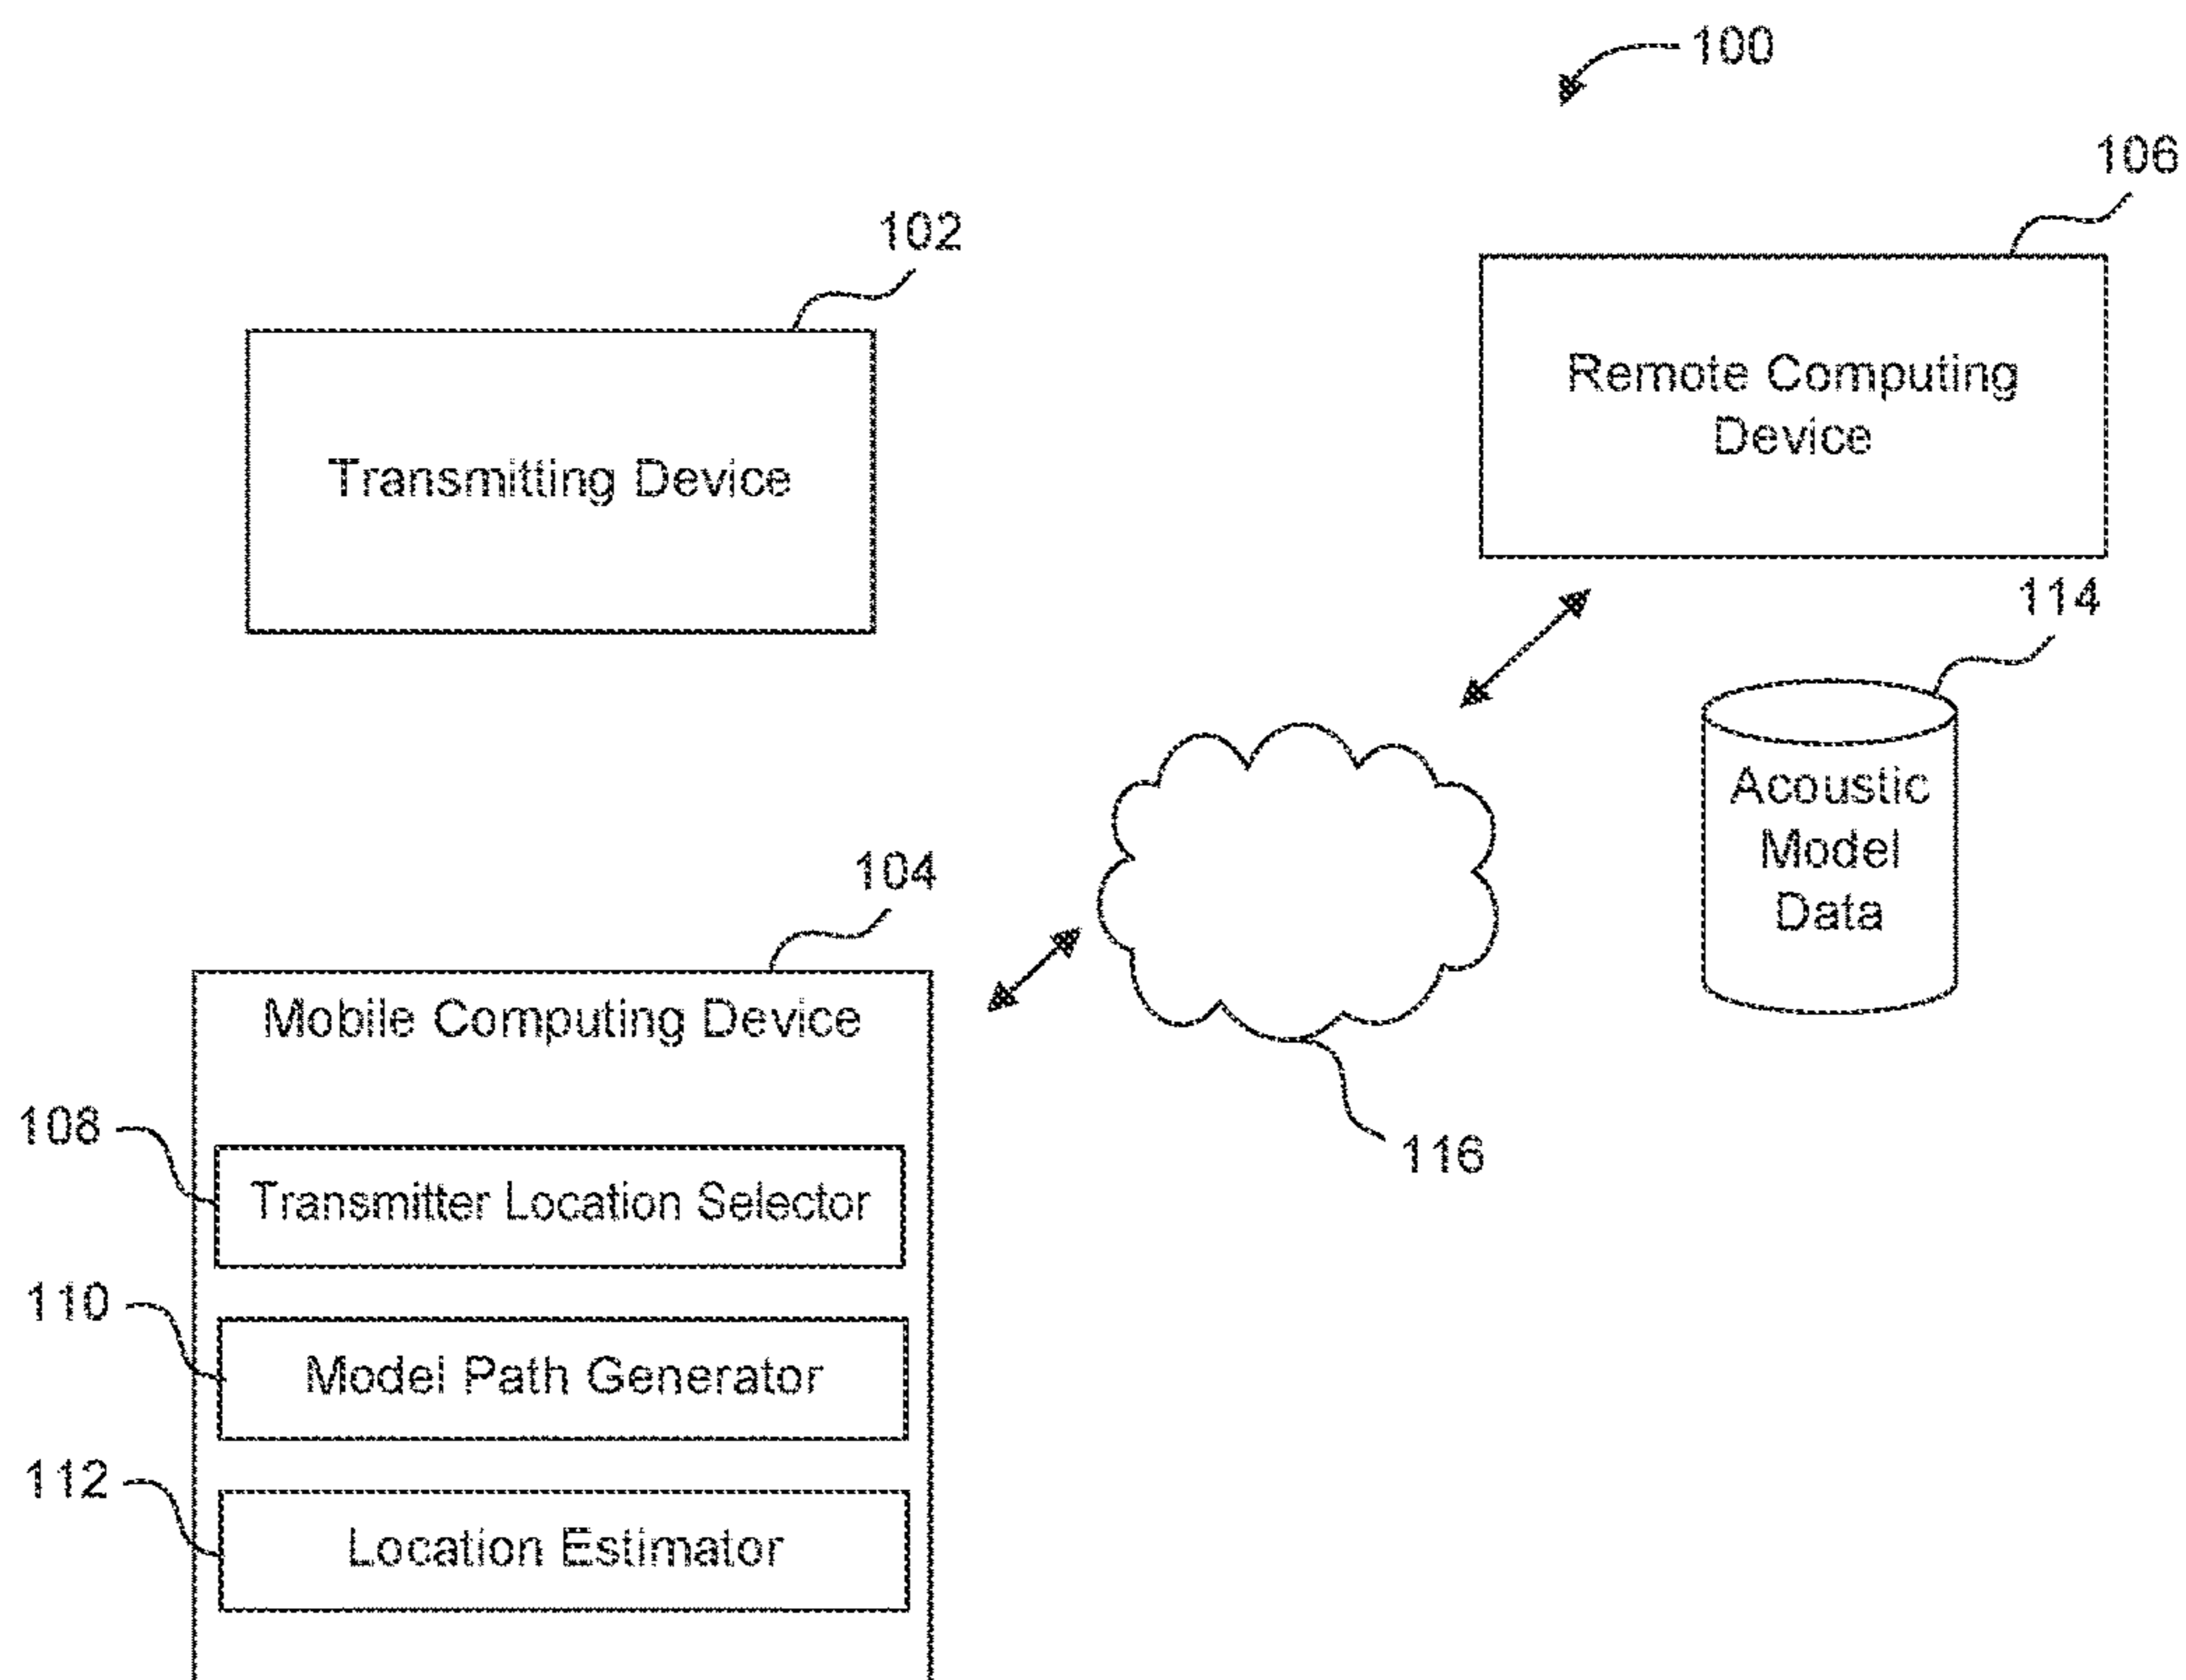 100
106
102
Remote Computing
Device
Transmitting Device
114
Acoustic
Model
Data
104
Mobile Computing Device
108
116
Transmitter Location Selector
110
Model Path Generator
112
Location Estimator